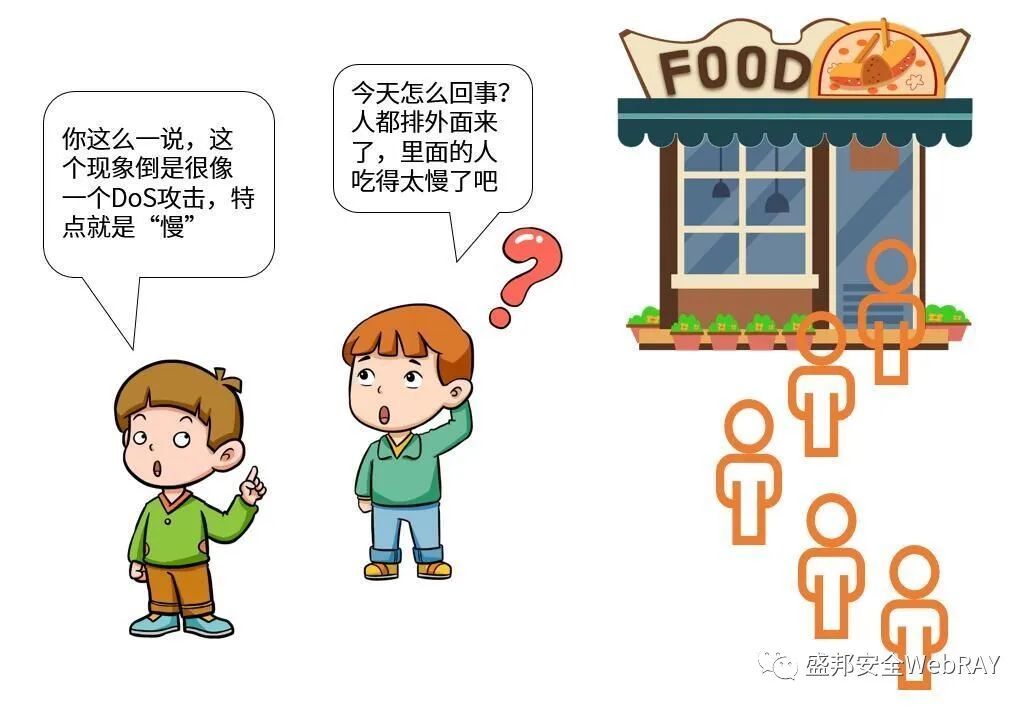 你这么一说，这
个现象倒是很像
一个DoS攻击，特
点就是“慢”
今天怎么回事？
人都排外面来
了，里面的人
吃得太慢了吧
FOOD
盛邦安全WebRAY